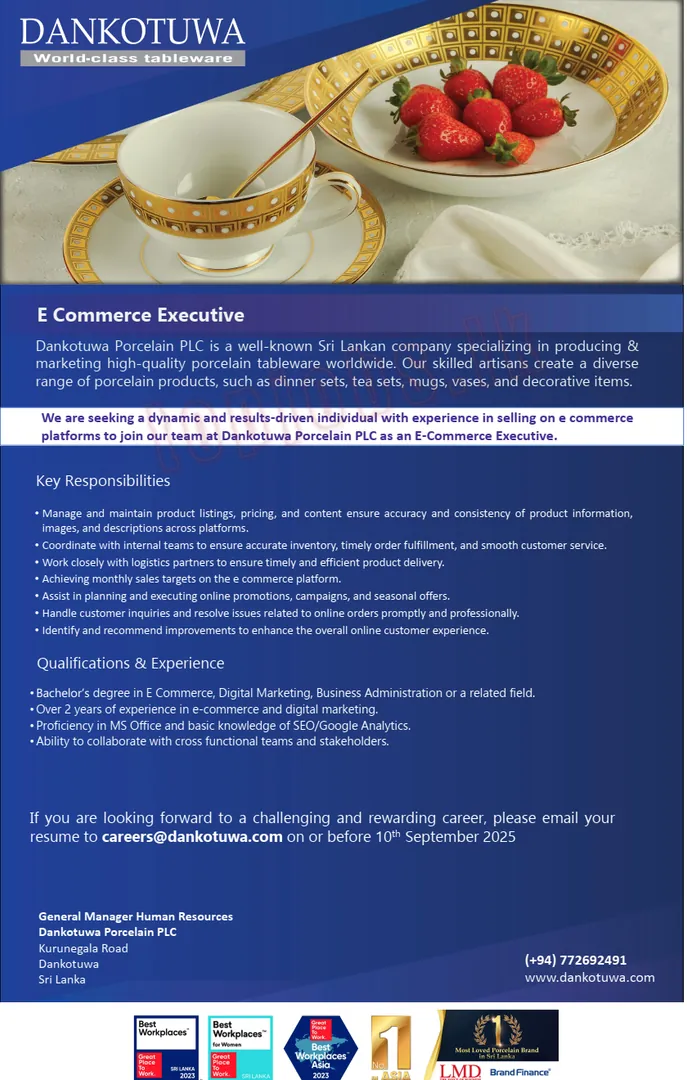 DANKOTUWA
World-class tableware
E Commerce Executive
Dankotuwa Porcelain PLC is a well-known Sri Lankan company specializing in producing &
marketing high-quality porcelain tableware worldwide. Our skilled artisans create a diverse
range of porcelain products, such as dinner sets, tea sets, mugs, vases, and decorative items.
We are seeking a dynamic and results-driven individual with experience in selling on e commerce
platforms to join our team at Dankotuwa Porcelain PLC as an E-Commerce Executive.
topjobs.lk
Key Responsibilities
• Manage and maintain product listings, pricing, and content ensure accuracy and consistency of product information,
images, and descriptions across platforms.
• Coordinate with internal teams to ensure accurate inventory, timely order fulfillment, and smooth customer service.
• Work closely with logistics partners to ensure timely and efficient product delivery.
• Achieving monthly sales targets on the e commerce platform.
• Assist in planning and executing online promotions, campaigns, and seasonal offers.
• Handle customer inquiries and resolve issues related to online orders promptly and professionally.
• Identify and recommend improvements to enhance the overall online customer experience.
Qualifications & Experience
• Bachelor's degree in E Commerce, Digital Marketing, Business Administration or a related field.
• Over 2 years of experience in e-commerce and digital marketing.
• Proficiency in MS Office and basic knowledge of SEO/Google Analytics.
• Ability to collaborate with cross functional teams and stakeholders.
If you are looking forward to a challenging and rewarding career, please email your
resume to careers@dankotuwa.com on or before 10th September 2025
General Manager Human Resources
Dankotuwa Porcelain PLC
Kurunegala Road
Dankotuwa
Sri Lanka
(+94) 772692491
www.dankotuwa.com
Best
Workplaces™
Great
Place
To
Work.
SRI LANKA
2023
Best
Workplaces™
for Women
Great
Place
To
Work.
SRI LANKA
Great
Place
To
Work.
Best
Workplaces™
Asia
2023
No
1
in ASIA
1
Most Loved Porcelain Brand
in Sri Lanka
LMD
Brand Finance®